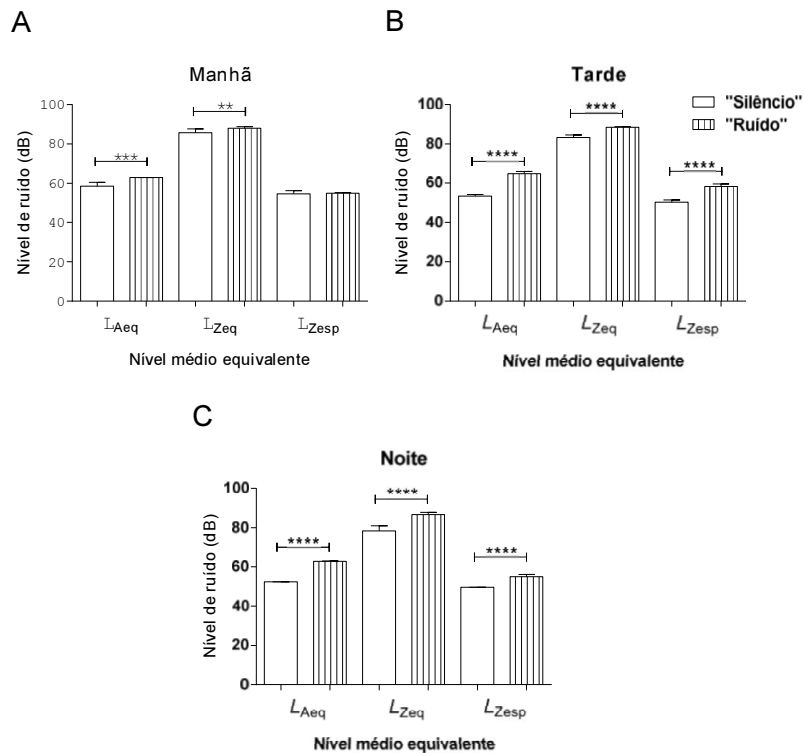 A
Manhã
Nível de ruído (dB)
100
80
60
40
20
0
***
**
LAeq
LZeq
LZesp
Nível médio equivalente
B
Tarde
"Silêncio"
"Ruído"
Nível de ruído (dB)
100
80
60
40
20
0
****
****
****
LAeq
LZeq
LZesp
Nível médio equivalente
C
Noite
Nível de ruído (dB)
100
80
60
40
20
0
****
****
****
LAeq
LZeq
LZesp
Nível médio equivalente